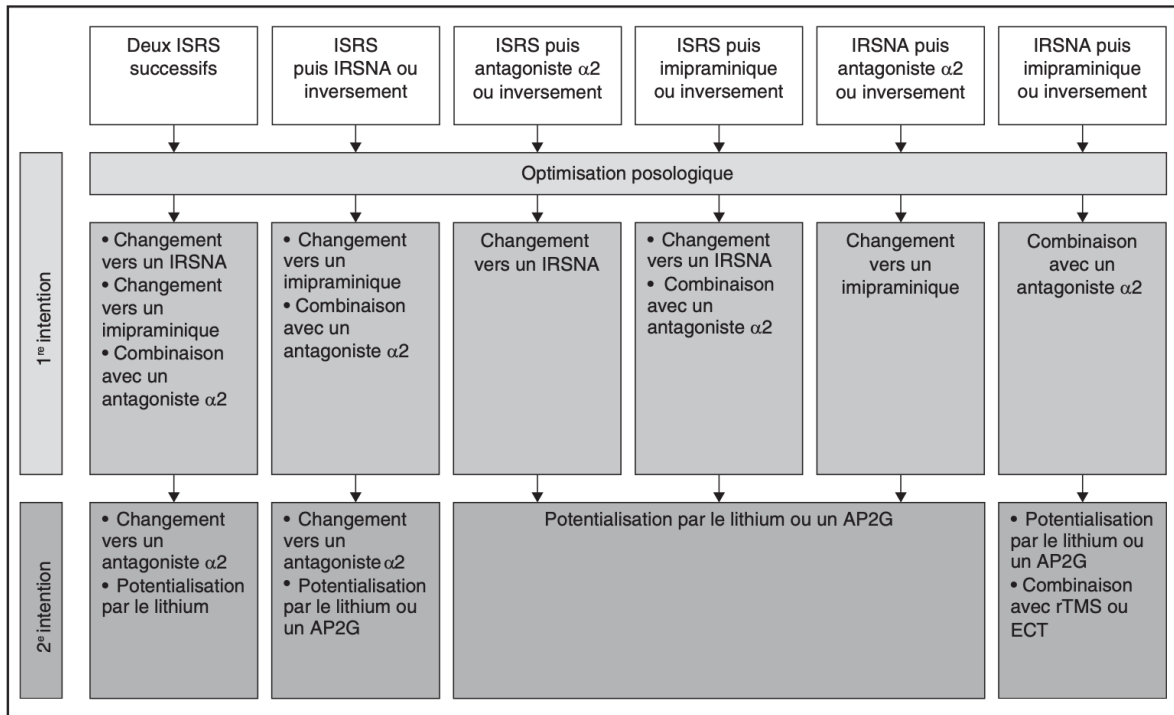 Deux ISRS
successifs
ISRS
puis IRSNA ou
inversement
ISRS puis
antagoniste α2
ou inversement
ISRS puis
imipraminique
ou inversement
IRSNA puis
antagoniste α2
ou inversement
IRSNA puis
imipraminique
ou inversement
1re intention
Optimisation posologique
• Changement
vers un IRSNA
• Changement
vers un
imipraminique
• Combinaison
avec un
antagoniste α2
• Changement
vers un
imipraminique
• Combinaison
avec un
antagoniste α2
Changement
vers un IRSNA
• Changement
vers un IRSNA
• Combinaison
avec un
antagoniste α2
Changement
vers un
imipraminique
Combinaison
avec un
antagoniste α2
2e intention
• Changement
vers un
antagoniste α2
• Potentialisation
par le lithium
• Changement
vers un
antagoniste α2
• Potentialisation
par le lithium ou
un AP2G
Potentialisation par le lithium ou un AP2G
• Potentialisation
par le lithium ou
un AP2G
• Combinaison
avec rTMS ou
ECT